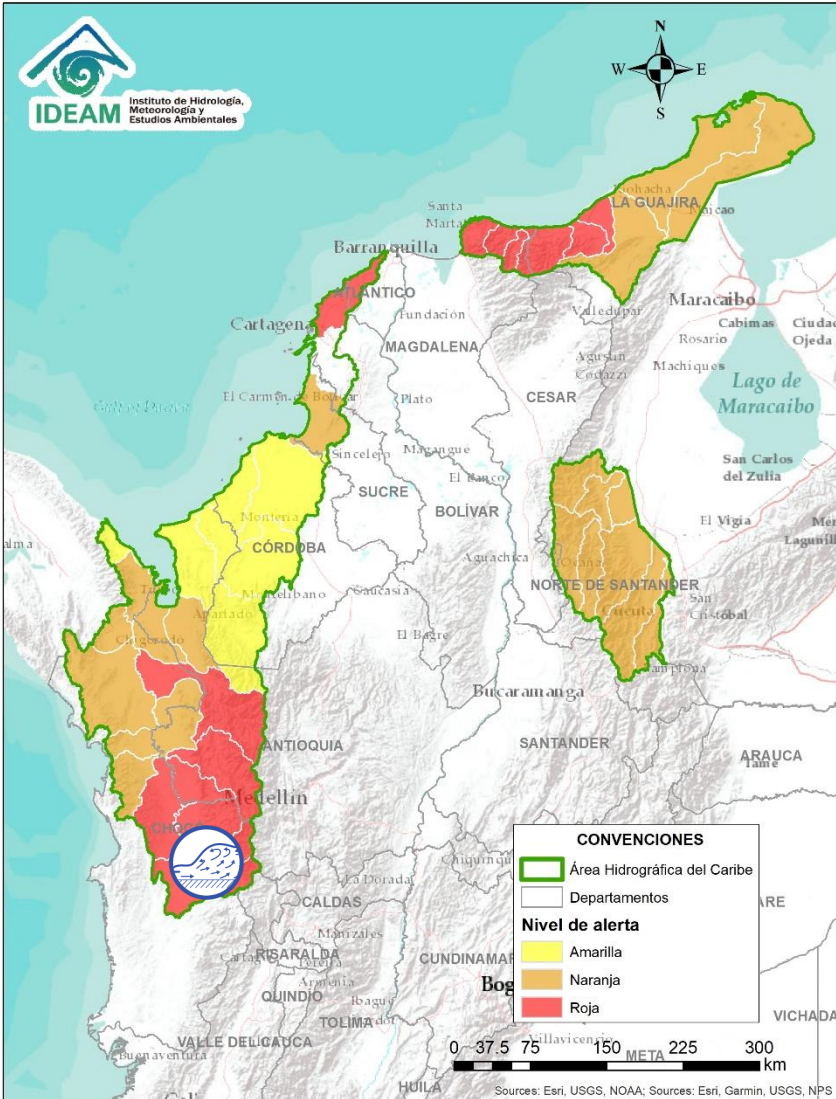 IDEAM
Instituto de Hidrología,
Meteorología y
Estudios Ambientales
N
W
E
S
Santa
Marta
LA GUAJIRA
Maicao
Barranquilla
ATLÁNTICO
Cartagena
Fundación
Valledupar
Maracaibo
Cabimas
Ciudad
Ojeda
Rosario
Machiques
MAGDALENA
Agustín
Codazzi
CESAR
Lago de
Maracaibo
El Carmen de Bolívar
Plato
Sincelejo
Magangue
San Carlos
del Zulia
El Banco
SUCRE
BOLÍVAR
El Vigía
Montería
CÓRDOBA
Aguachica
Ocaña
NORTE DE SANTANDER
Cúcuta
San
Cristóbal
Montelíbano
Caucasia
Apartadó
El Bagre
Chigorodó
Pamplona
Bucaramanga
ANTIOQUIA
SANTANDER
ARAUCA
Tame
Medellín
CHOCÓ
La Dorada
CALDAS
Manizales
RISARALDA
Armenia
QUINDÍO
Ibagué
TOLIMA
VALLE DEL CAUCA
Buenaventura
HUILA
META
Villavicencio
VICHADA
CONVENCIONES
Área Hidrográfica del Caribe
Departamentos
Nivel de alerta
Amarilla
Naranja
Roja
0 37.5 75 150 225 300
km
Sources: Esri, USGS, NOAA; Sources: Esri, Garmin, USGS, NPS